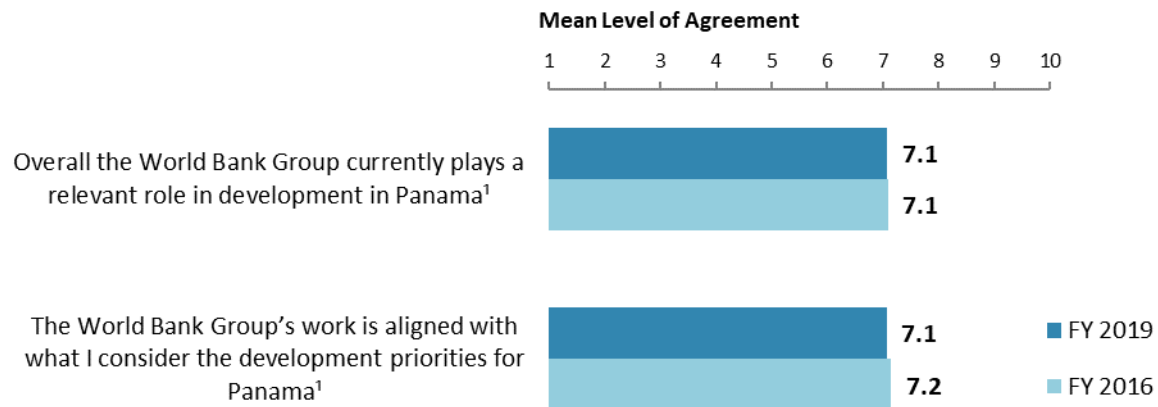 Mean Level of Agreement
1 2 3 4 5 6 7 8 9 10
Overall the World Bank Group currently plays a
relevant role in development in Panama¹
7.1
7.1
The World Bank Group’s work is aligned with
what I consider the development priorities for
Panama¹
7.1
7.2
FY 2019
FY 2016